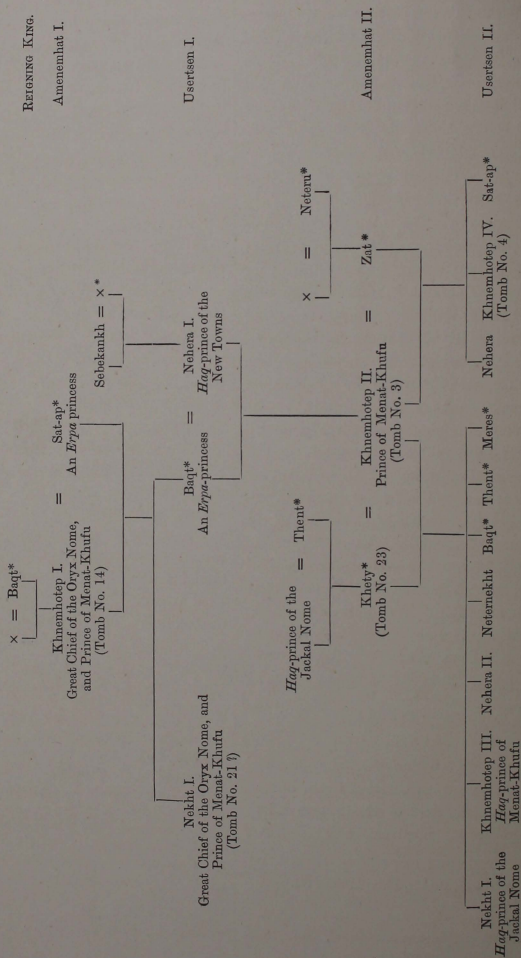 REIGNING KING.
Amenemhat I.
Usertsen I.
Amenemhat II.
Usertsen II.
× = Baqt*
Khnemhotep I. = Sat-ap*
Great Chief of the Oryx Nome, An Erpa princess
and Prince of Menat-Khufu
(Tomb No. 14)
Sebekankh = ×*
Nekht I.
Great Chief of the Oryx Nome, and
Prince of Menat-Khufu
(Tomb No. 21 ?)
Baqt* = Nehera I.
An Erpa-princess Haq-prince of the
New Towns
Haq-prince of the = Thent*
Jackal Nome
× = Neteru*
Khety* = Khnemhotep II. = Zat*
(Tomb No. 23) Prince of Menat-Khufu
(Tomb No. 3)
Nekht I. Khnemhotep III. Nehera II. Neternekht Baqt* Thent* Meres* Nehera Khnemhotep IV. Sat-ap*
Haq-prince of the Haq-prince of (Tomb No. 4)
Jackal Nome Menat-Khufu